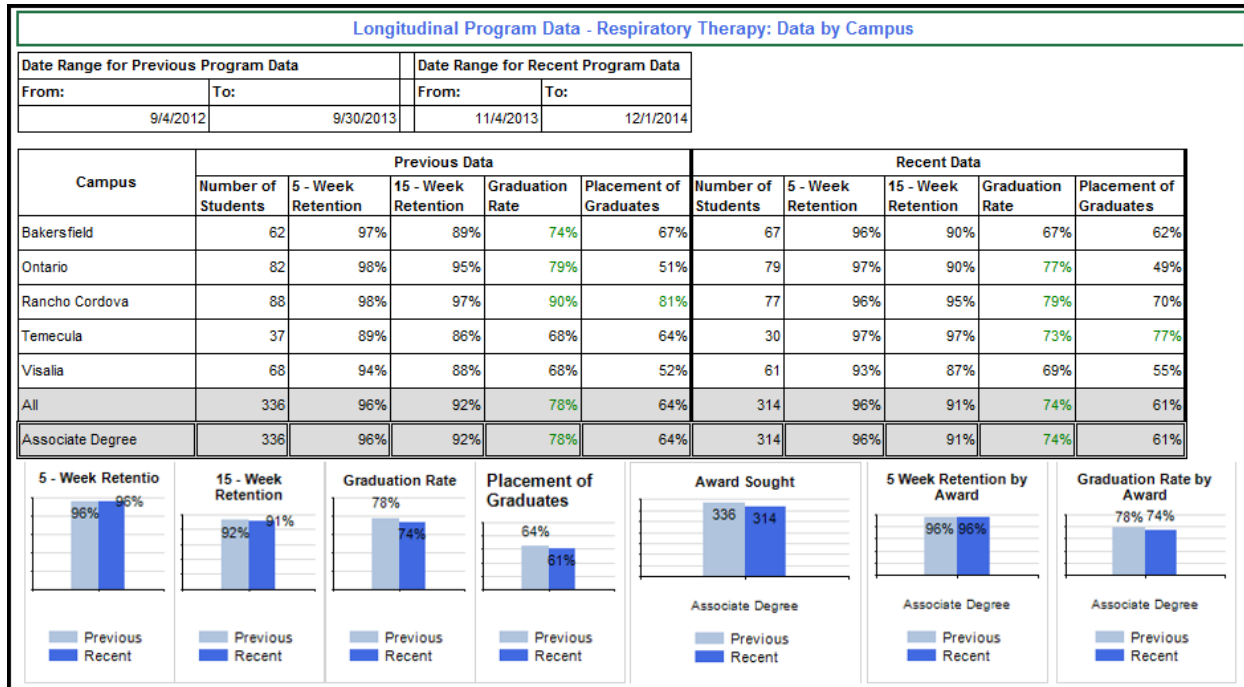 Longitudinal Program Data - Respiratory Therapy: Data by Campus
Date Range for Previous Program Data Date Range for Recent Program Data
From: To: From: To:
9/4/2012 9/30/2013 11/4/2013 12/1/2014
Campus Previous Data Recent Data
Number of Students 5 - Week Retention 15 - Week Retention Graduation Rate Placement of Graduates Number of Students 5 - Week Retention 15 - Week Retention Graduation Rate Placement of Graduates
Bakersfield 62 97% 89% 74% 67% 67 96% 90% 67% 62%
Ontario 82 98% 95% 79% 51% 79 97% 90% 77% 49%
Rancho Cordova 88 98% 97% 90% 81% 77 96% 95% 79% 70%
Temecula 37 89% 86% 68% 64% 30 97% 97% 73% 77%
Visalia 68 94% 88% 68% 52% 61 93% 87% 69% 55%
All 336 96% 92% 78% 64% 314 96% 91% 74% 61%
Associate Degree 336 96% 92% 78% 64% 314 96% 91% 74% 61%
5 - Week Retentio
96% 96%
Previous
Recent
15 - Week
Retention
92% 91%
Previous
Recent
Graduation Rate
78%
74%
Previous
Recent
Placement of
Graduates
64%
61%
Previous
Recent
Award Sought
336 314
Associate Degree
Previous
Recent
5 Week Retention by
Award
96% 96%
Associate Degree
Previous
Recent
Graduation Rate by
Award
78% 74%
Associate Degree
Previous
Recent